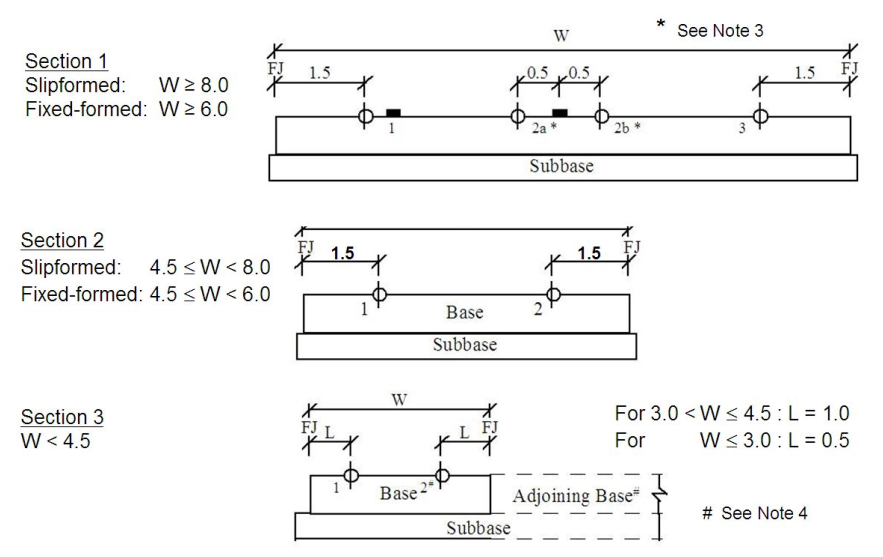 * See Note 3
W
Section 1
Slipformed: W ≥ 8.0
Fixed-formed: W ≥ 6.0
FJ 1.5 0.5 0.5 1.5 FJ
1 2a * 2b * 3
Subbase
Section 2
Slipformed: 4.5 ≤ W < 8.0
Fixed-formed: 4.5 ≤ W < 6.0
FJ 1.5 1.5 FJ
1 Base 2
Subbase
Section 3
W < 4.5
W
FJ L L FJ
For 3.0 < W ≤ 4.5 : L = 1.0
For W ≤ 3.0 : L = 0.5
1 Base 2# Adjoining Base#
Subbase
# See Note 4